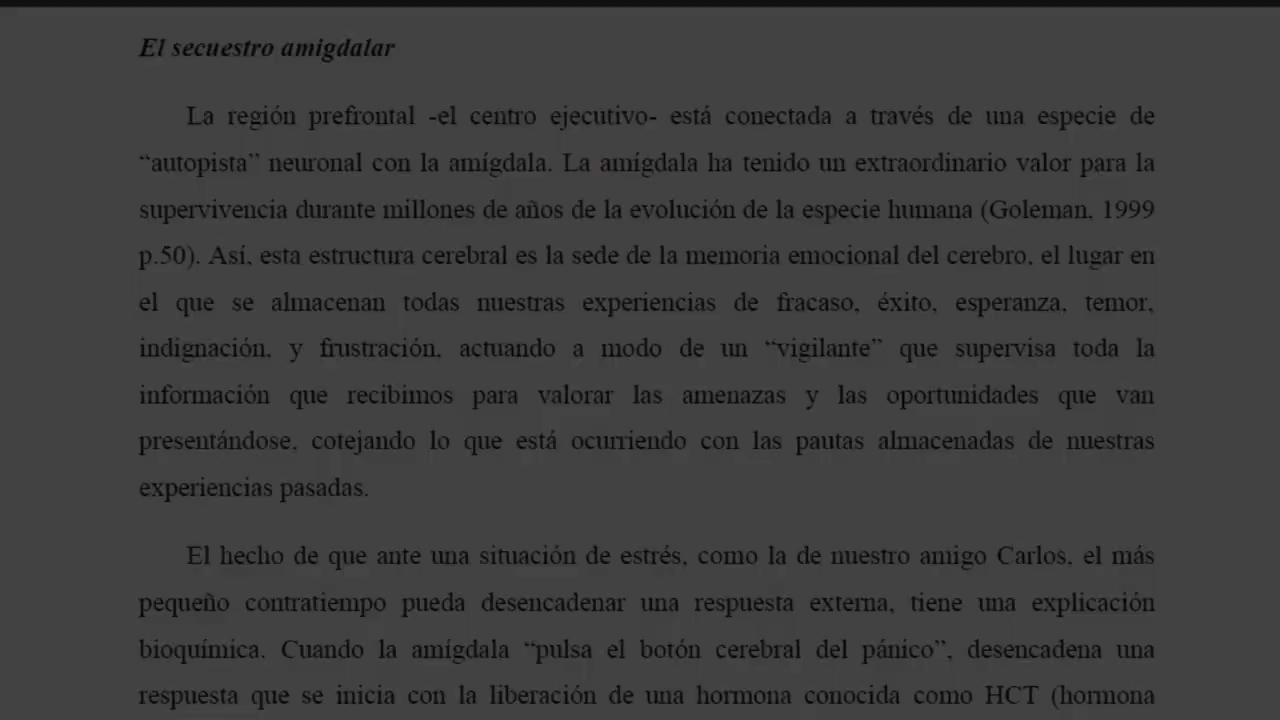 El secuestro amigdalar
La región prefrontal -el centro ejecutivo- está conectada a través de una especie de
“autopista” neuronal con la amígdala. La amígdala ha tenido un extraordinario valor para la
supervivencia durante millones de años de la evolución de la especie humana (Goleman, 1999
p.50). Así, esta estructura cerebral es la sede de la memoria emocional del cerebro, el lugar en
el que se almacenan todas nuestras experiencias de fracaso, éxito, esperanza, temor,
indignación, y frustración, actuando a modo de un “vigilante” que supervisa toda la
información que recibimos para valorar las amenazas y las oportunidades que van
presentándose, cotejando lo que está ocurriendo con las pautas almacenadas de nuestras
experiencias pasadas.
El hecho de que ante una situación de estrés, como la de nuestro amigo Carlos, el más
pequeño contratiempo pueda desencadenar una respuesta externa, tiene una explicación
bioquímica. Cuando la amígdala “pulsa el botón cerebral del pánico”, desencadena una
respuesta que se inicia con la liberación de una hormona conocida como HCT (hormona